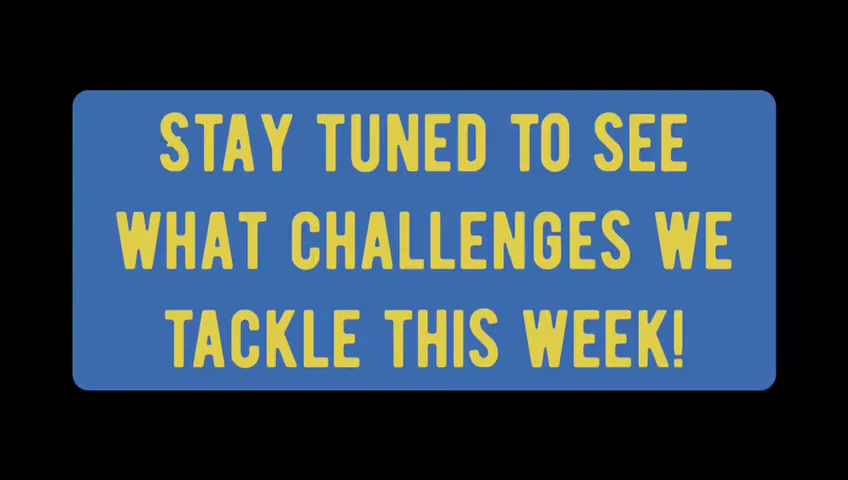 STAY TUNED TO SEE
WHAT CHALLENGES WE
TACKLE THIS WEEK!